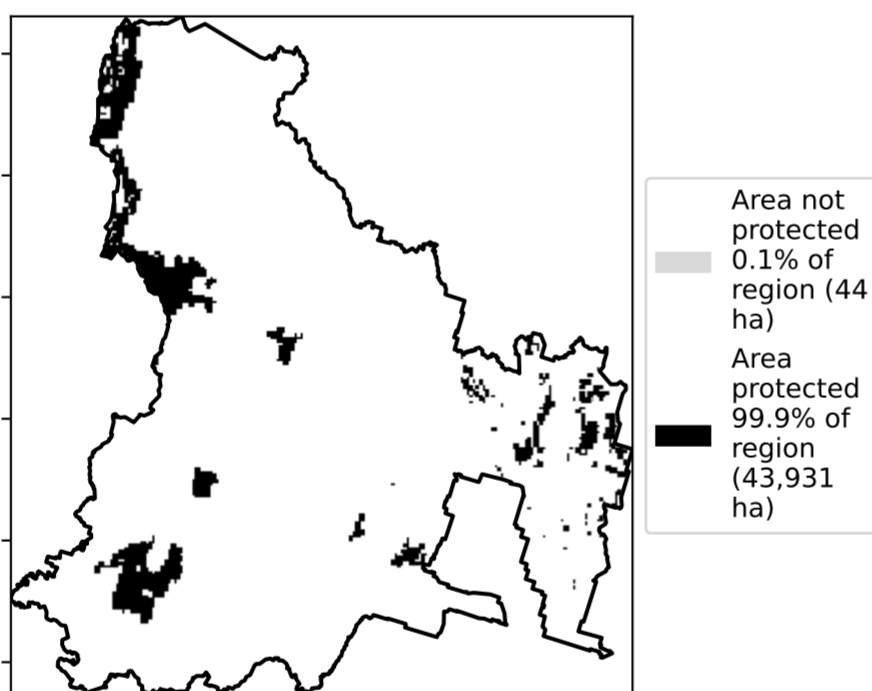 Area not
protected
0.1% of
region (44
ha)
Area
protected
99.9% of
region
(43,931
ha)